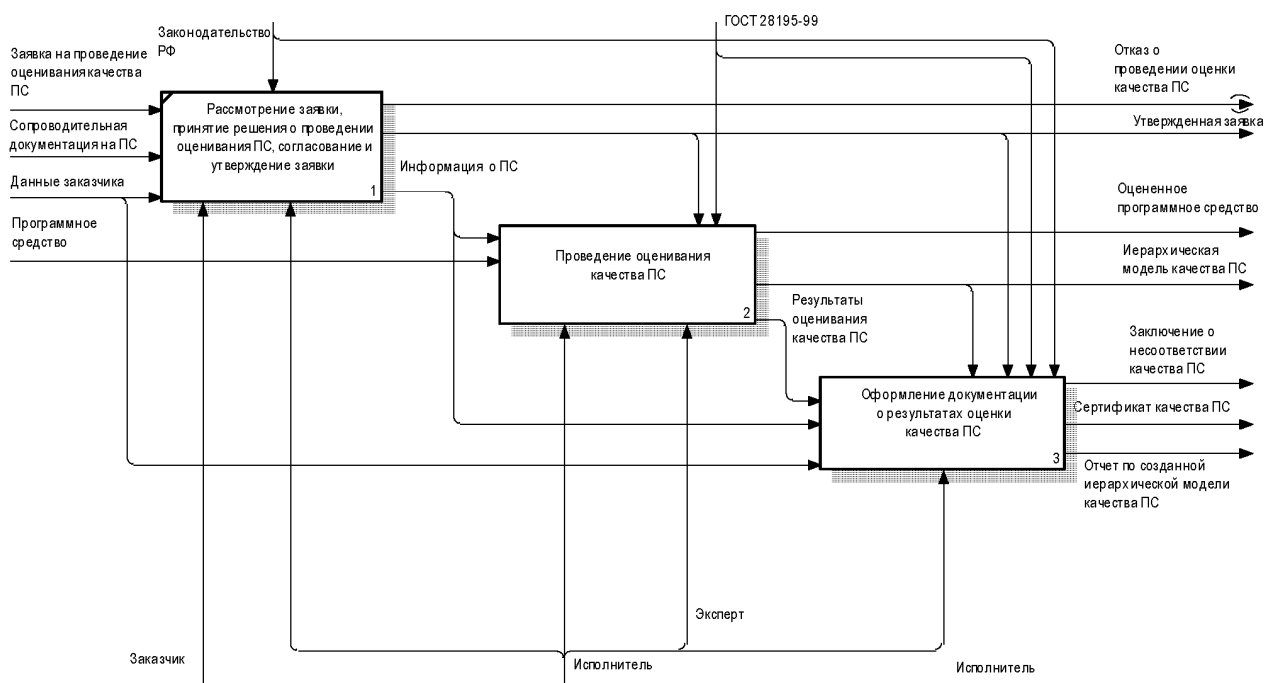 Законодательство
РФ
ГОСТ 28195-99
Заявка на проведение
оценивания качества
ПС
Отказ о
проведении оценки
качества ПС
Рассмотрение заявки,
принятие решения о проведении
оценивания ПС, согласование и
утверждение заявки
1
Сопроводительная
документация на ПС
Утвержденная заявка
Информация о ПС
Данные заказчика
Оцененное
программное средство
Программное
средство
Проведение оценивания
качества ПС
2
Иерархическая
модель качества ПС
Результаты
оценивания
качества ПС
Заключение о
несоответствии
качества ПС
Оформление документации
о результатах оценки
качества ПС
3
Сертификат качества ПС
Отчет по созданной
иерархической модели
качества ПС
Эксперт
Заказчик
Исполнитель
Исполнитель